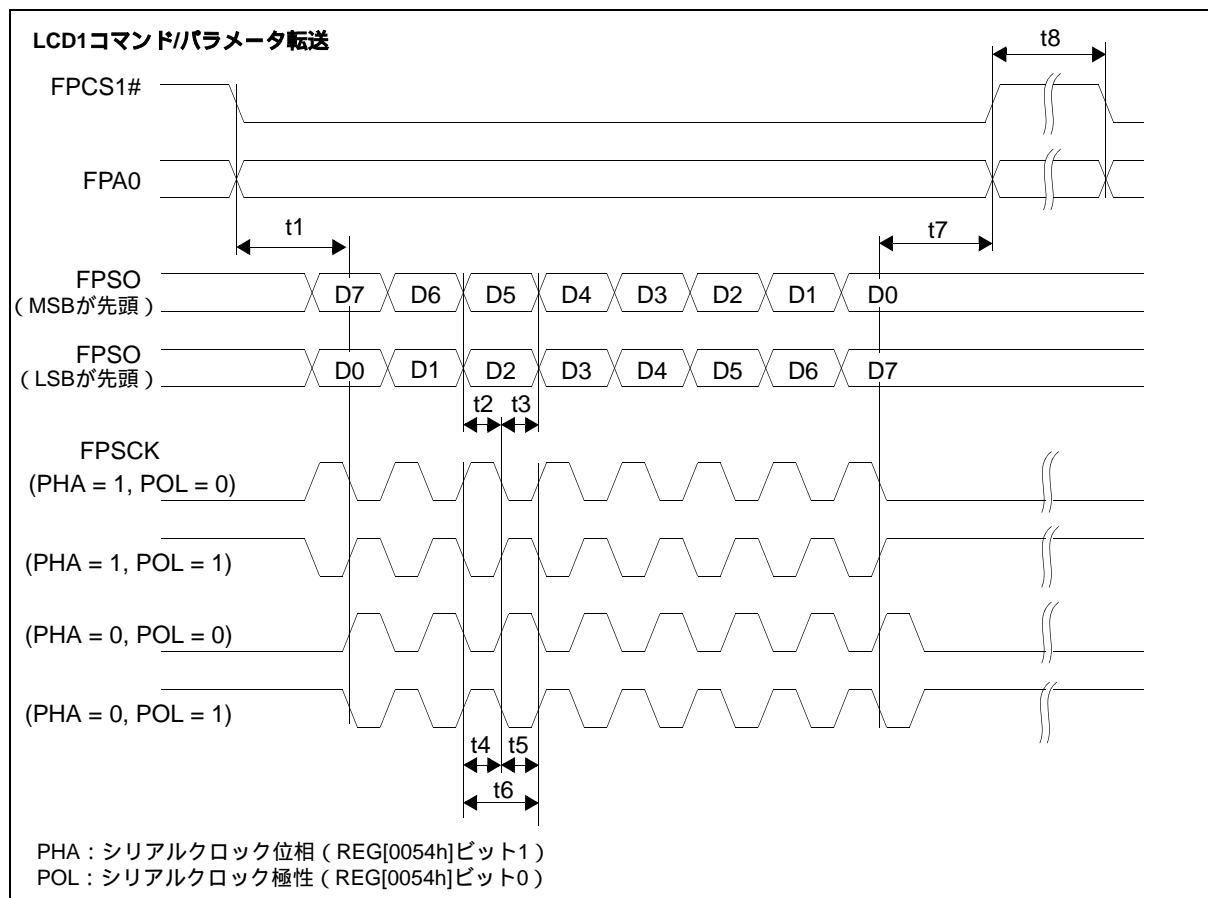 LCD1コマンド/パラメータ転送
t8
FPCS1#
FPA0
t1
t7
FPSO
（MSBが先頭）
D7 D6 D5 D4 D3 D2 D1 D0
FPSO
（LSBが先頭）
D0 D1 D2 D3 D4 D5 D6 D7
t2 t3
FPSCK
(PHA = 1, POL = 0)
(PHA = 1, POL = 1)
(PHA = 0, POL = 0)
(PHA = 0, POL = 1)
t4 t5
t6
PHA：シリアルクロック位相（REG[0054h]ビット1）
POL：シリアルクロック極性（REG[0054h]ビット0）